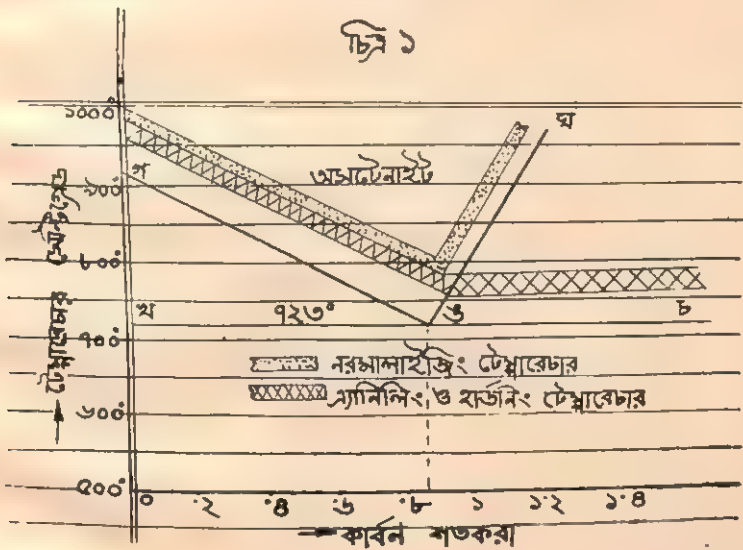 চিত্র ১
১০০০°
ঘ
গ
৯০০°
অসটেনাইট
৮০০°
খ
৭২৩°
ঙ
চ
৭০০°
নরমালাইজিং টেম্পারেচার
এ্যানিলিং ও হার্ডনিং টেম্পারেচার
৬০০°
৫০০°
টেম্পারেচার সেন্টিগ্রেড
০ .২ .৪ .৬ .৮ ১ ১.২ ১.৪
কার্বন শতকরা